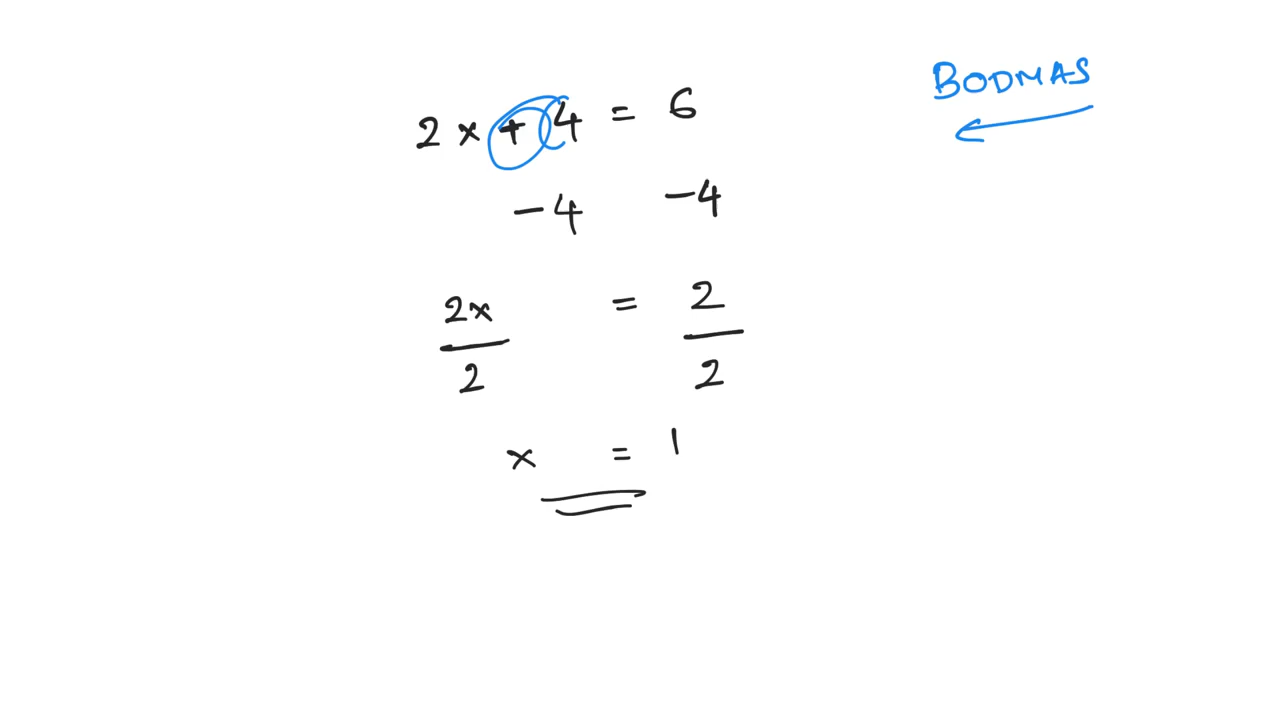 BODMAS
2x + 4 = 6
-4 -4
2x/2 = 2/2
x = 1